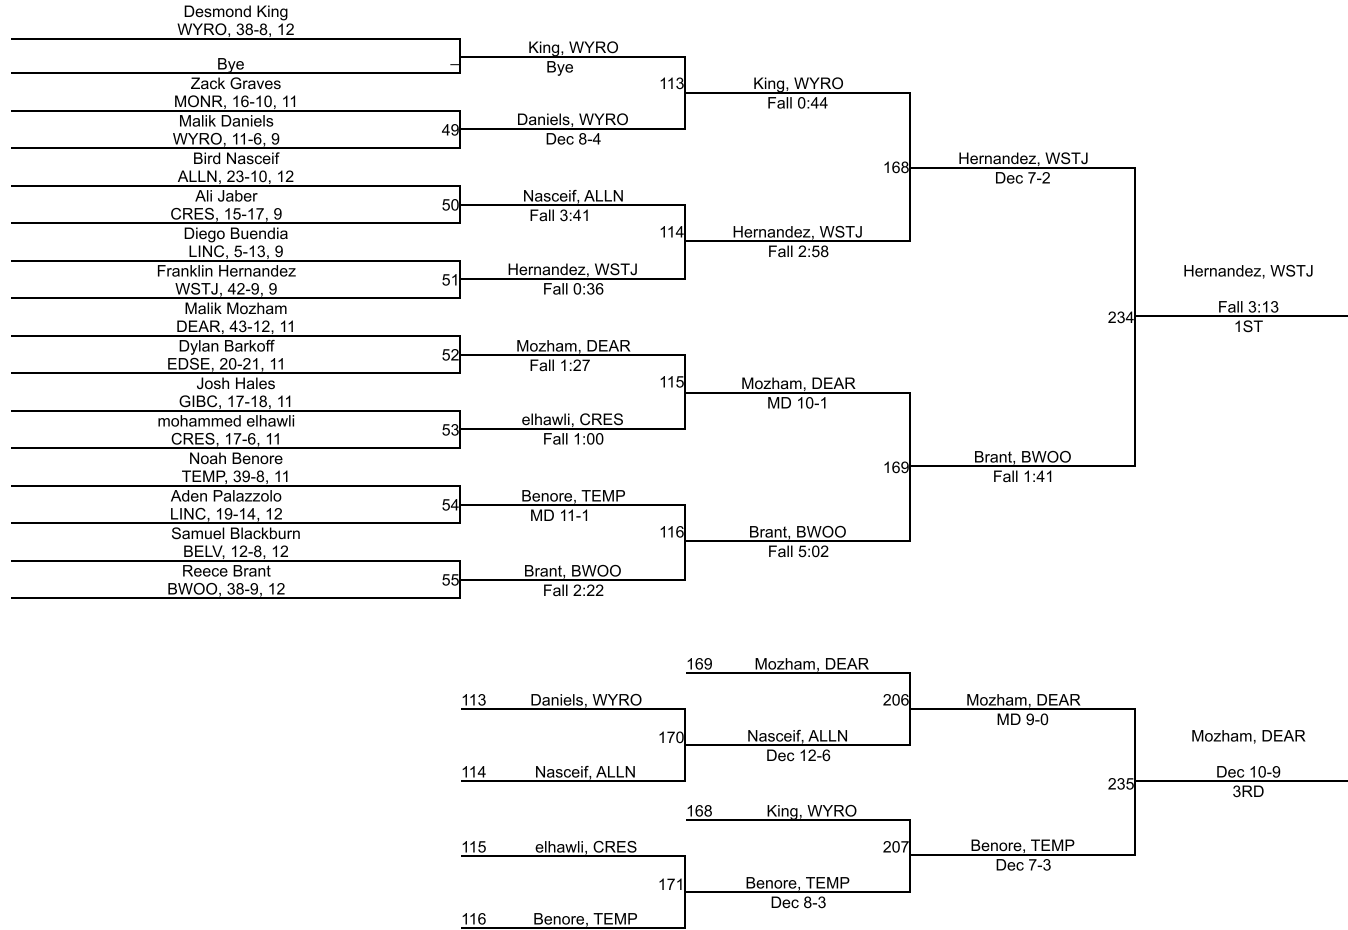 Desmond King
WYRO, 38-8, 12
Bye
Zack Graves
MONR, 16-10, 11
Malik Daniels
WYRO, 11-6, 9
49
Bird Nasceif
ALLN, 23-10, 12
Ali Jaber
CRES, 15-17, 9
50
Diego Buendia
LINC, 5-13, 9
Franklin Hernandez
WSTJ, 42-9, 9
51
Malik Mozham
DEAR, 43-12, 11
Dylan Barkoff
EDSE, 20-21, 11
52
Josh Hales
GIBC, 17-18, 11
mohammed elhawli
CRES, 17-6, 11
53
Noah Benore
TEMP, 39-8, 11
Aden Palazzolo
LINC, 19-14, 12
54
Samuel Blackburn
BELV, 12-8, 12
Reece Brant
BWOO, 38-9, 12
55
King, WYRO
Bye
113
Daniels, WYRO
Dec 8-4
Nasceif, ALLN
Fall 3:41
114
Hernandez, WSTJ
Fall 0:36
Mozham, DEAR
Fall 1:27
115
elhawli, CRES
Fall 1:00
Benore, TEMP
MD 11-1
116
Brant, BWOO
Fall 2:22
King, WYRO
Fall 0:44
168
Hernandez, WSTJ
Fall 2:58
Mozham, DEAR
MD 10-1
169
Brant, BWOO
Fall 5:02
Hernandez, WSTJ
Dec 7-2
234
Brant, BWOO
Fall 1:41
Hernandez, WSTJ
Fall 3:13
1ST
113 Daniels, WYRO
170
114 Nasceif, ALLN
115 elhawli, CRES
171
116 Benore, TEMP
169 Mozham, DEAR
206
Nasceif, ALLN
Dec 12-6
168 King, WYRO
207
Benore, TEMP
Dec 8-3
Mozham, DEAR
MD 9-0
235
Benore, TEMP
Dec 7-3
Mozham, DEAR
Dec 10-9
3RD